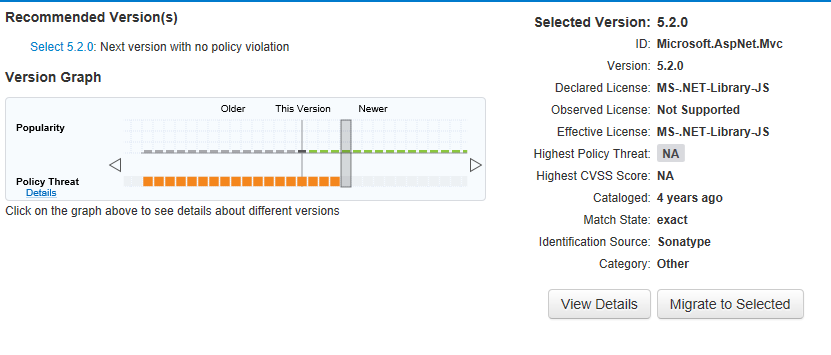 Recommended Version(s)
Select 5.2.0: Next version with no policy violation
Version Graph
Older This Version Newer
Popularity
Policy Threat
Details
Click on the graph above to see details about different versions
Selected Version: 5.2.0
ID: Microsoft.AspNet.Mvc
Version: 5.2.0
Declared License: MS-.NET-Library-JS
Observed License: Not Supported
Effective License: MS-.NET-Library-JS
Highest Policy Threat: NA
Highest CVSS Score: NA
Cataloged: 4 years ago
Match State: exact
Identification Source: Sonatype
Category: Other
View Details Migrate to Selected